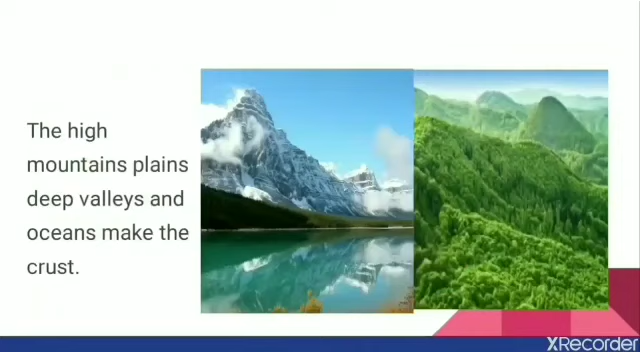 The high
mountains plains
deep valleys and
oceans make the
crust.
XRecorder